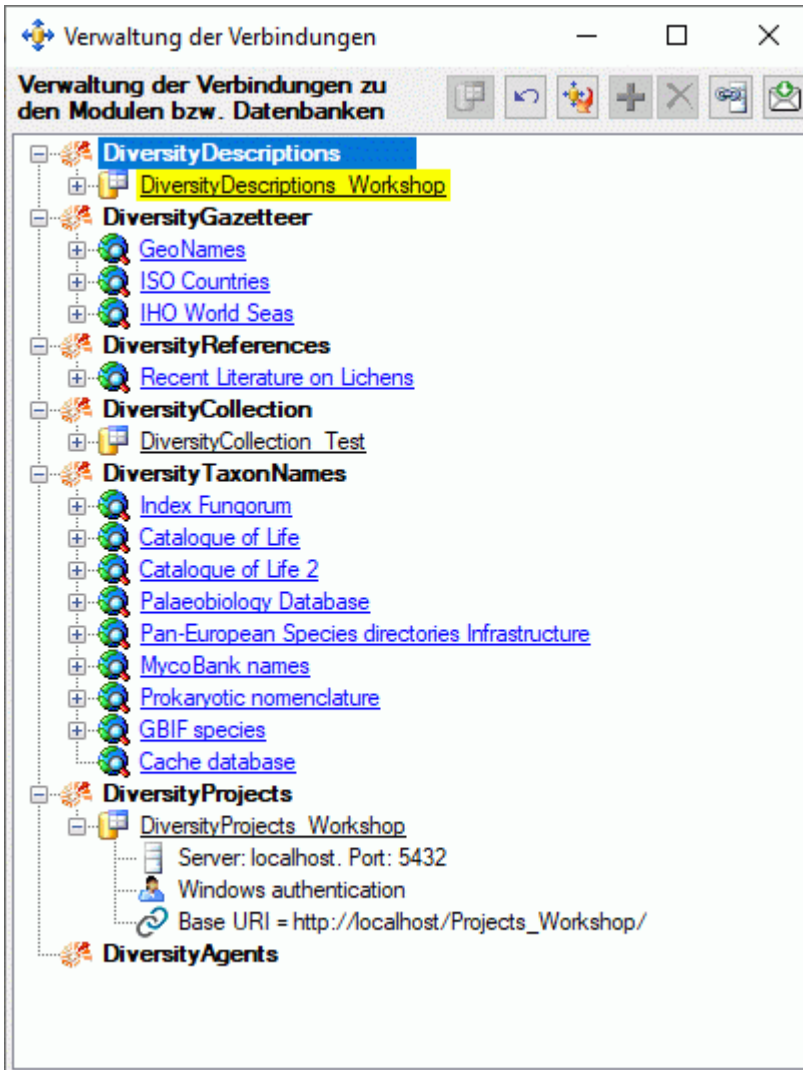 Verwaltung der Verbindungen
Verwaltung der Verbindungen zu
den Modulen bzw. Datenbanken
DiversityDescriptions
DiversityDescriptions_Workshop
DiversityGazetteer
GeoNames
ISO Countries
IHO World Seas
DiversityReferences
Recent Literature on Lichens
DiversityCollection
DiversityCollection_Test
DiversityTaxonNames
Index Fungorum
Catalogue of Life
Catalogue of Life 2
Palaeobiology Database
Pan-European Species directories Infrastructure
MycoBank names
Prokaryotic nomenclature
GBIF species
Cache database
DiversityProjects
DiversityProjects_Workshop
Server: localhost. Port: 5432
Windows authentication
Base URI = http://localhost/Projects_Workshop/
DiversityAgents